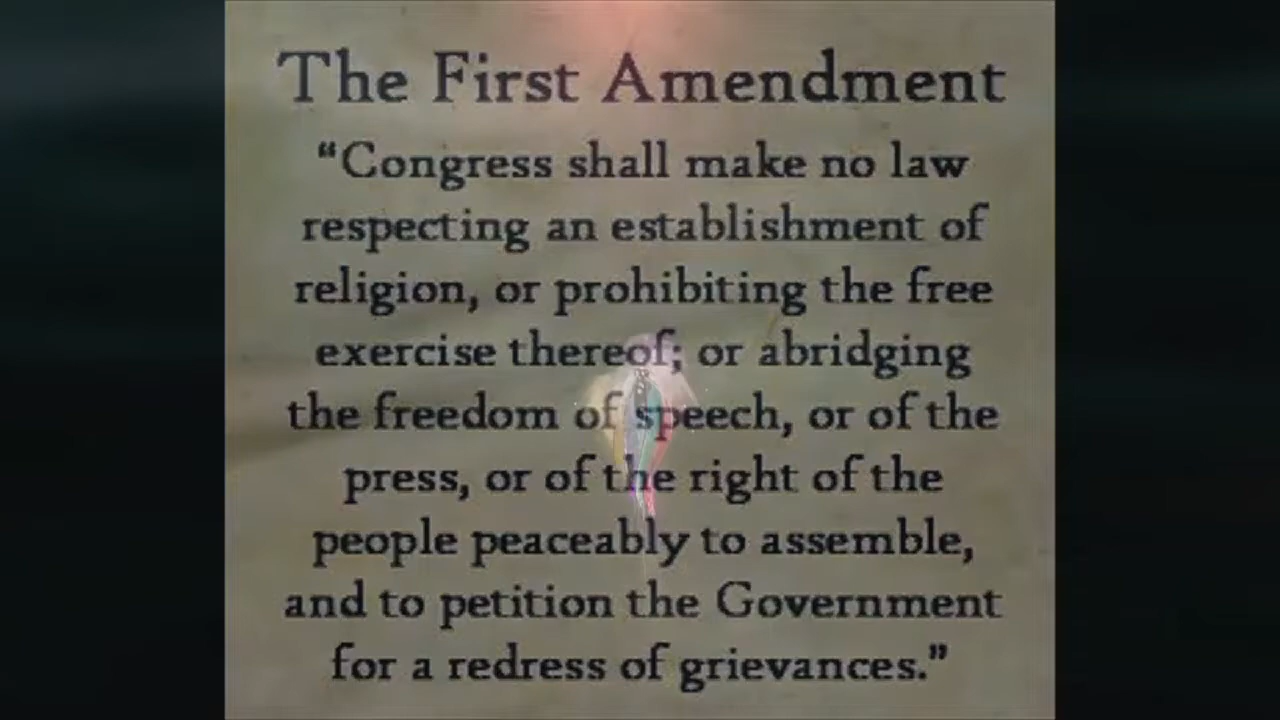 The First Amendment
“Congress shall make no law
respecting an establishment of
religion, or prohibiting the free
exercise thereof; or abridging
the freedom of speech, or of the
press, or of the right of the
people peaceably to assemble,
and to petition the Government
for a redress of grievances.”